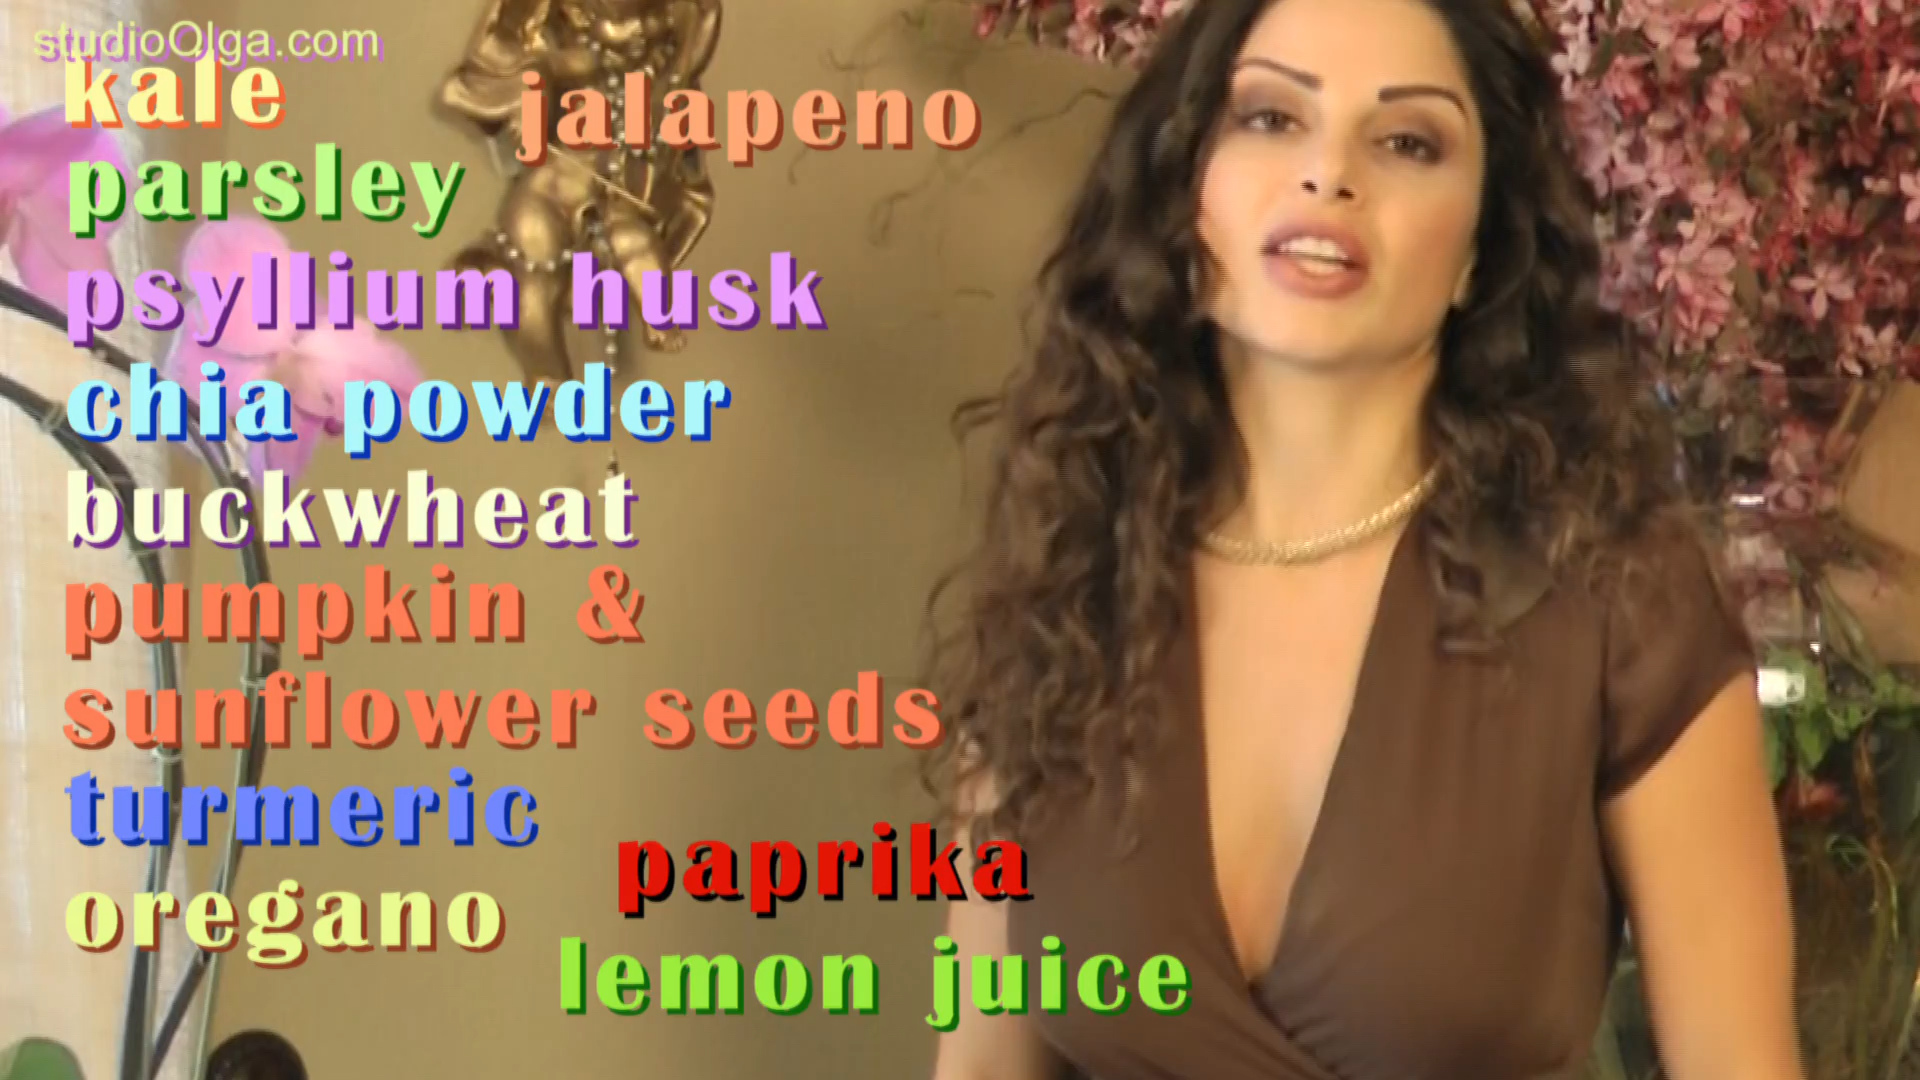 studioOlga.com
kale
jalapeno
parsley
psyllium husk
chia powder
buckwheat
pumpkin &
sunflower seeds
turmeric
paprika
oregano
lemon juice